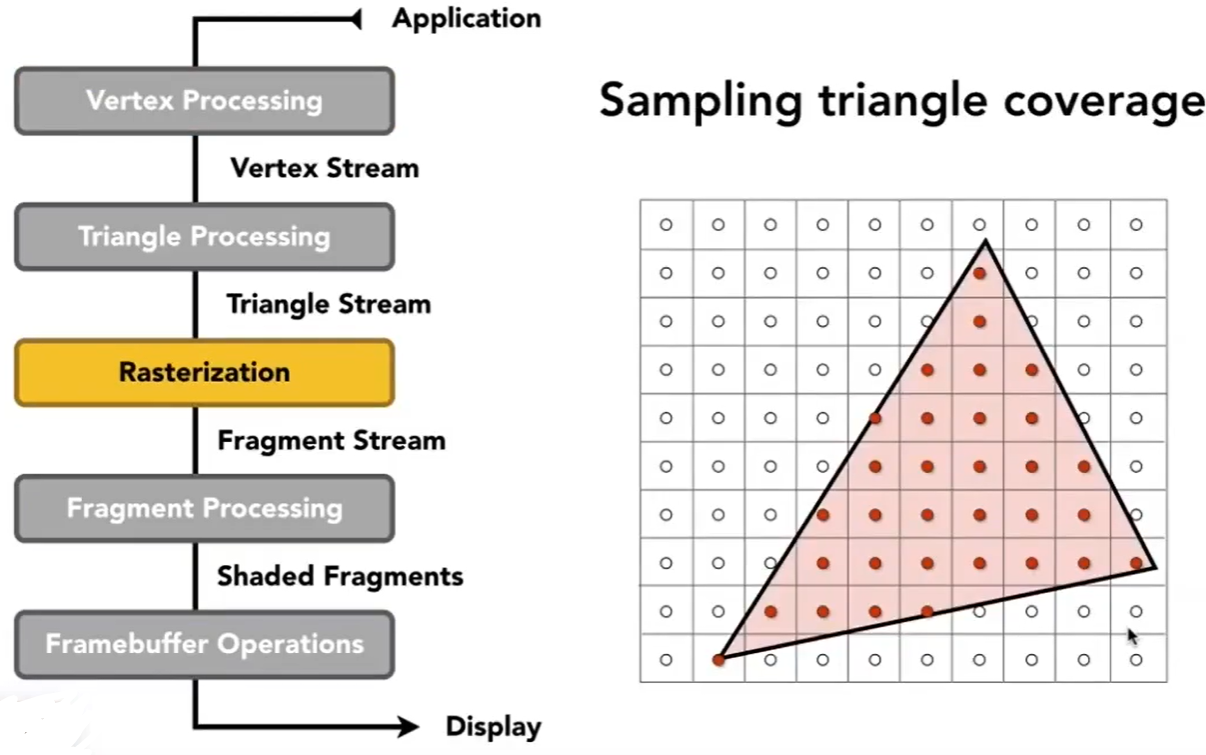 Application
Vertex Processing
Vertex Stream
Triangle Processing
Triangle Stream
Rasterization
Fragment Stream
Fragment Processing
Shaded Fragments
Framebuffer Operations
Display
Sampling triangle coverage